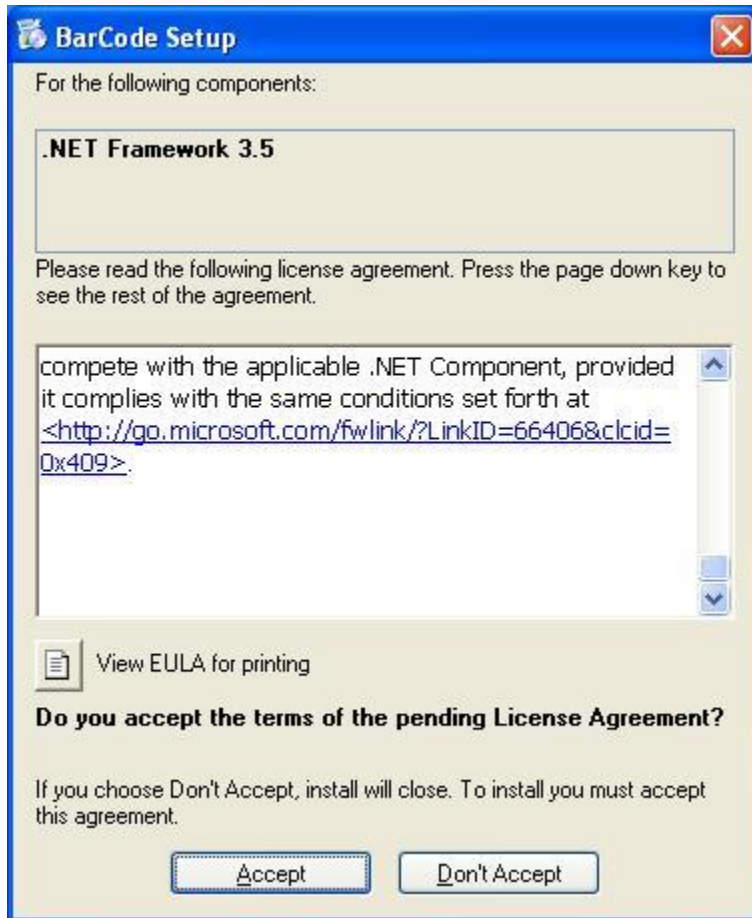 BarCode Setup
For the following components:
.NET Framework 3.5
Please read the following license agreement. Press the page down key to
see the rest of the agreement.
compete with the applicable .NET Component, provided
it complies with the same conditions set forth at
<http://go.microsoft.com/fwlink/?LinkID=66406&clcid=
0x409>.
View EULA for printing
Do you accept the terms of the pending License Agreement?
If you choose Don't Accept, install will close. To install you must accept
this agreement.
Accept
Don't Accept